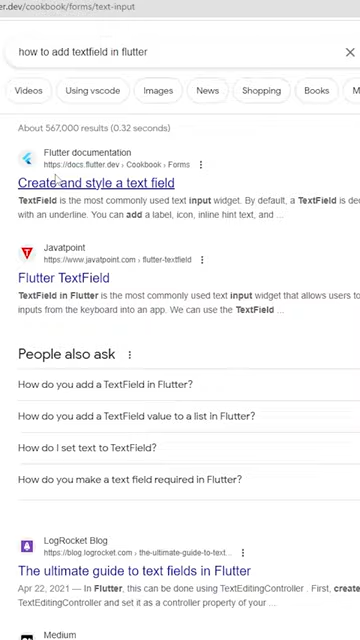 er.dev/cookbook/forms/text-input
how to add textfield in flutter
Videos Using vscode Images News Shopping Books M
About 567,000 results (0.32 seconds)
Flutter documentation
https://docs.flutter.dev › Cookbook › Forms
Create and style a text field
TextField is the most commonly used text input widget. By default, a TextField is dec
with an underline. You can add a label, icon, inline hint text, and ...
Javatpoint
https://www.javatpoint.com › flutter-textfield
Flutter TextField
TextField in Flutter is the most commonly used text input widget that allows users to
inputs from the keyboard into an app. We can use the TextField ...
People also ask
How do you add a TextField in Flutter?
How do you add a TextField value to a list in Flutter?
How do I set text to TextField?
How do you make a text field required in Flutter?
LogRocket Blog
https://blog.logrocket.com › the-ultimate-guide-to-text...
The ultimate guide to text fields in Flutter
Apr 22, 2021 — In Flutter, this can be done using TextEditingController . First, create
TextEditingController and set it as a controller property of your ...
Medium